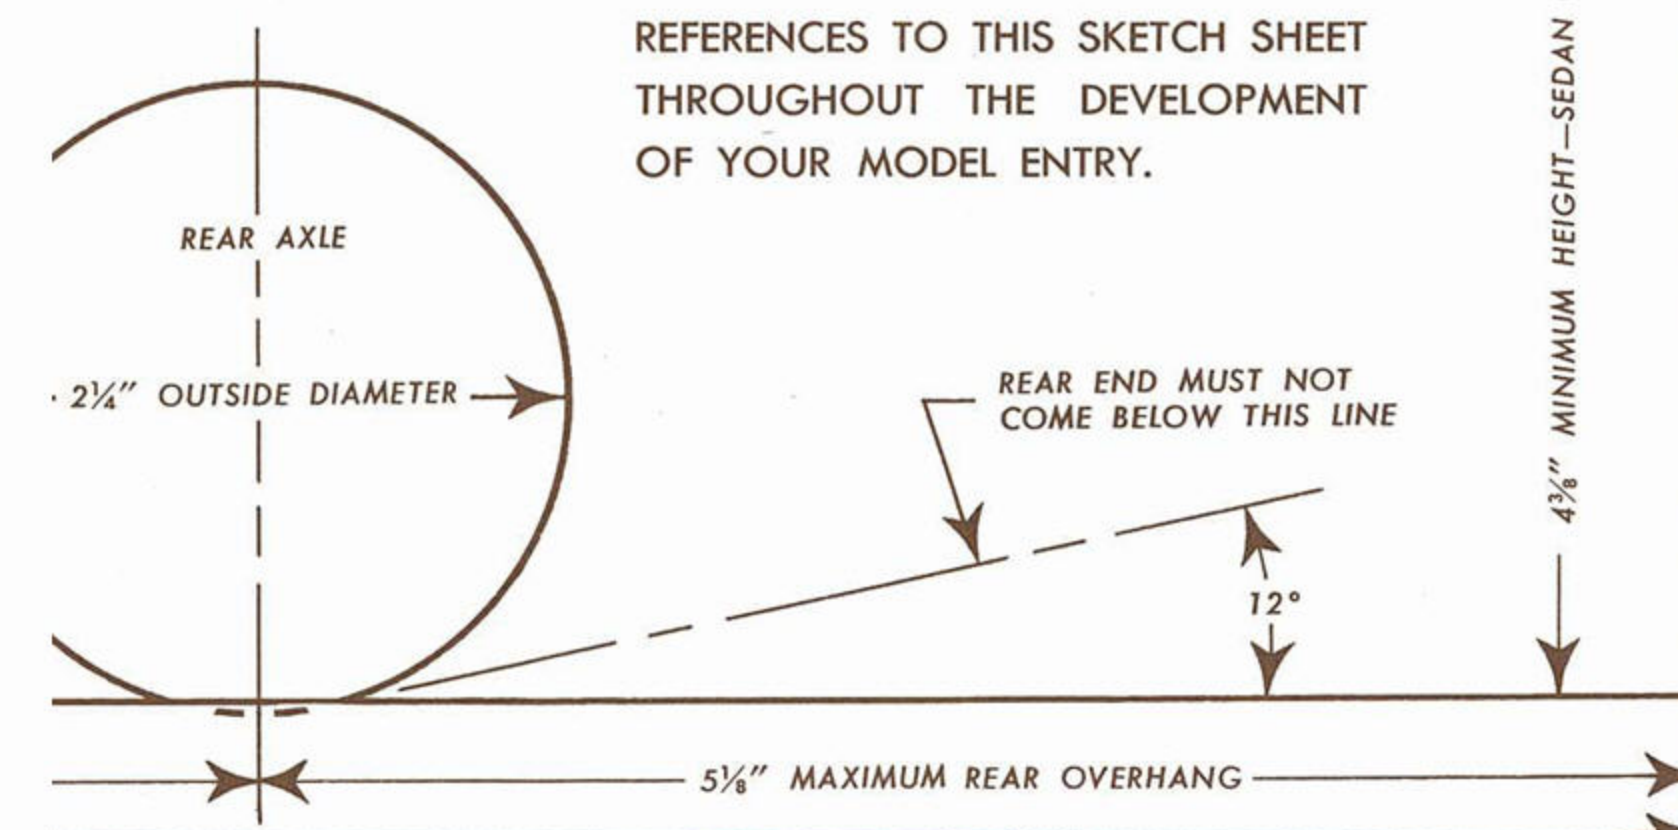 REFERENCES TO THIS SKETCH SHEET
THROUGHOUT THE DEVELOPMENT
OF YOUR MODEL ENTRY.
REAR AXLE
2¼" OUTSIDE DIAMETER
REAR END MUST NOT
COME BELOW THIS LINE
12°
4⅜" MINIMUM HEIGHT—SEDAN
5⅛" MAXIMUM REAR OVERHANG